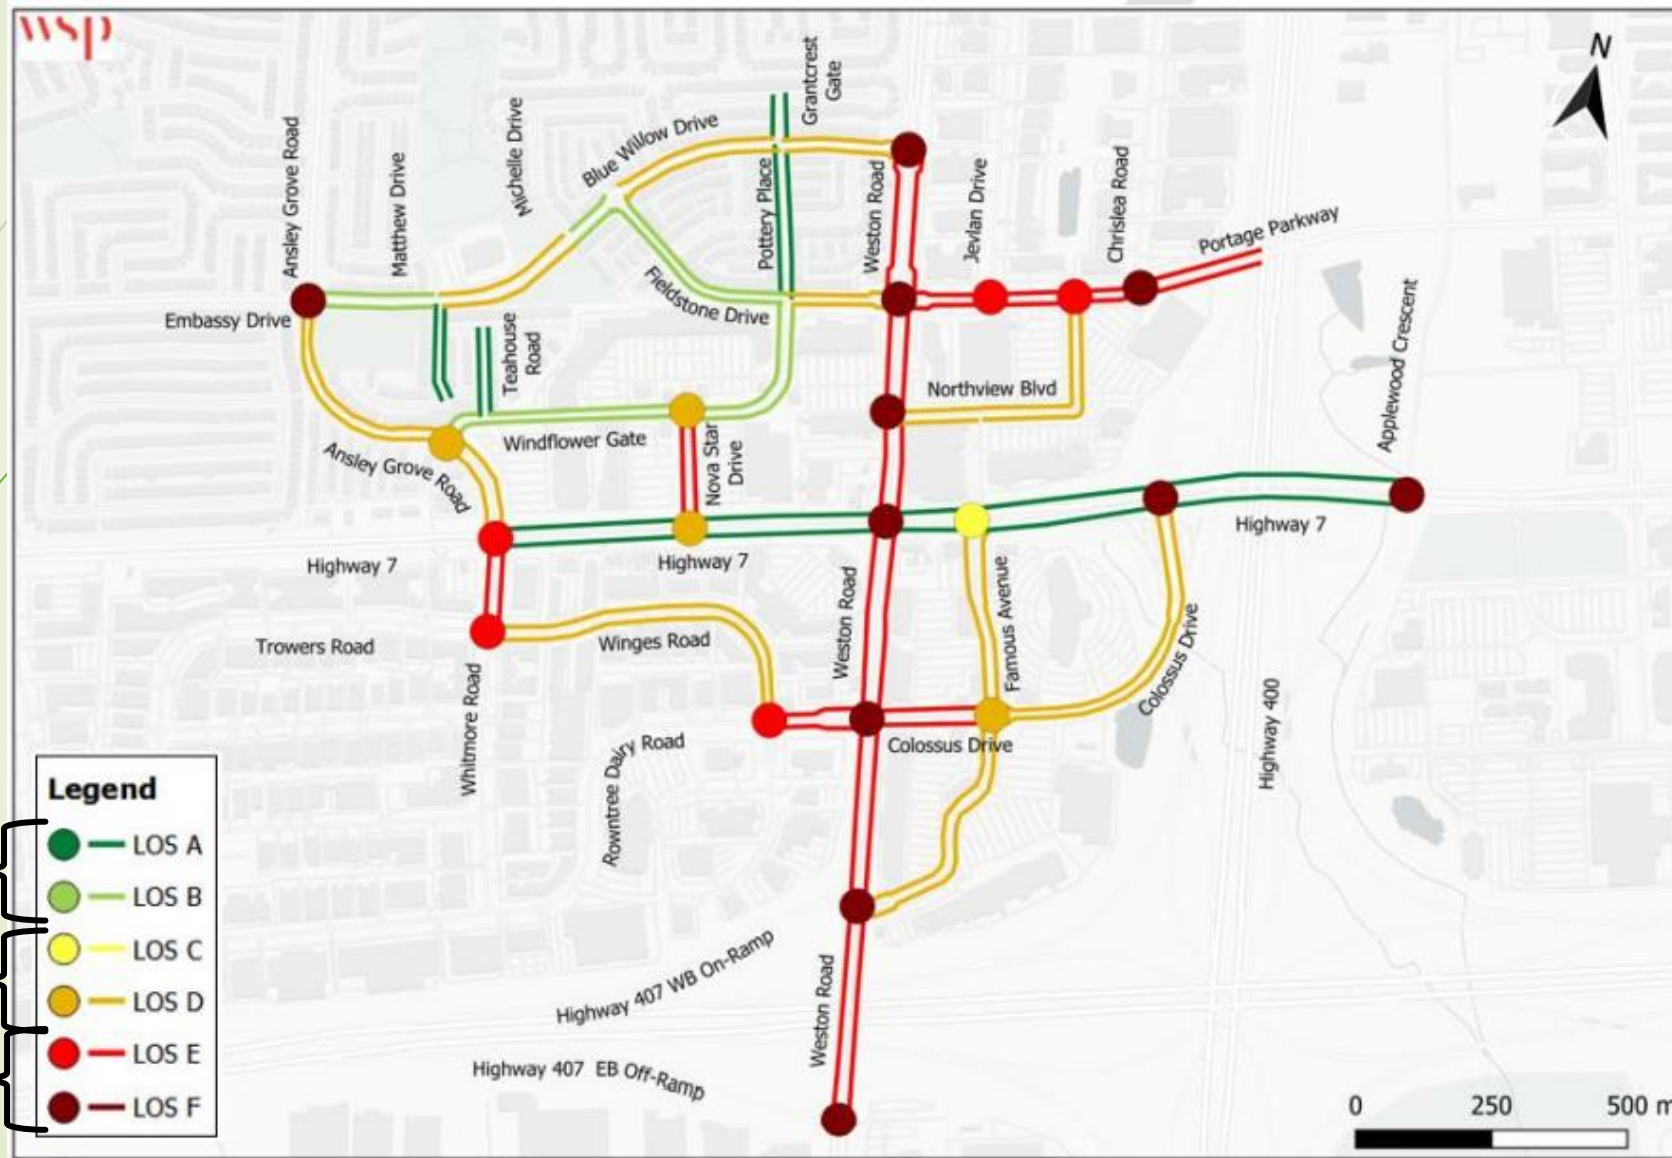 wsp
N
Grantcrest
Gate
Blue Willow Drive
Michelle Drive
Ansley Grove Road
Matthew Drive
Pottery Place
Weston Road
Jevlan Drive
Chrislea Road
Portage Parkway
Fieldstone Drive
Embassy Drive
Teahouse
Road
Applewood Crescent
Northview Blvd
Ansley Grove Road
Windflower Gate
Nova Star
Drive
Highway 7
Highway 7
Highway 7
Trowers Road
Winges Road
Weston Road
Famous Avenue
Colossus Drive
Whitmore Road
Rowntree Dairy Road
Colossus Drive
Highway 400
Legend
LOS A
LOS B
LOS C
LOS D
LOS E
LOS F
Highway 407 WB On-Ramp
Weston Road
Highway 407 EB Off-Ramp
0 250 500 m